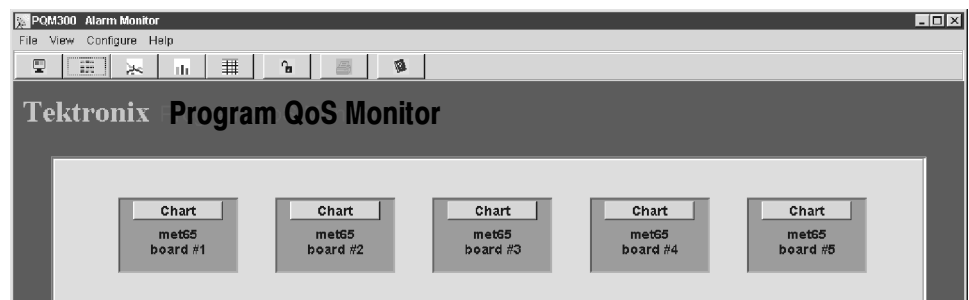 PQM300 Alarm Monitor
File View Configure Help
Tektronix Program QoS Monitor
Chart Chart Chart Chart Chart
met65 met65 met65 met65 met65
board #1 board #2 board #3 board #4 board #5